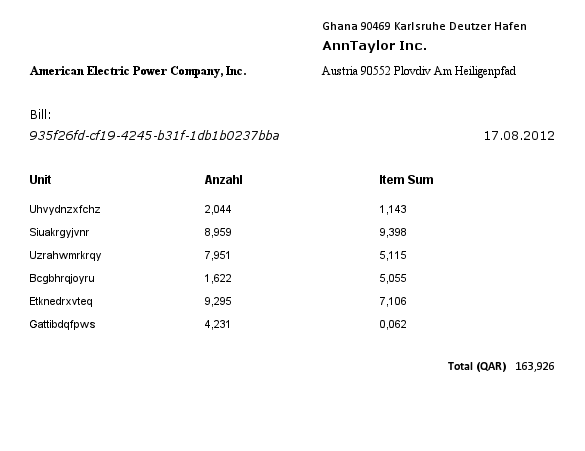 Ghana 90469 Karlsruhe Deutzer Hafen
AnnTaylor Inc.
American Electric Power Company, Inc. Austria 90552 Plovdiv Am Heiligenpfad
Bill:
935f26fd-cf19-4245-b31f-1db1b0237bba 17.08.2012
Unit Anzahl Item Sum
Uhvydnzxfchz 2,044 1,143
Siuakrgyjvnr 8,959 9,398
Uzrahwmrkrqy 7,951 5,115
Bcgbhrqjoyru 1,622 5,055
Etknedrxvteq 9,295 7,106
Gattibdqfpws 4,231 0,062
Total (QAR) 163,926